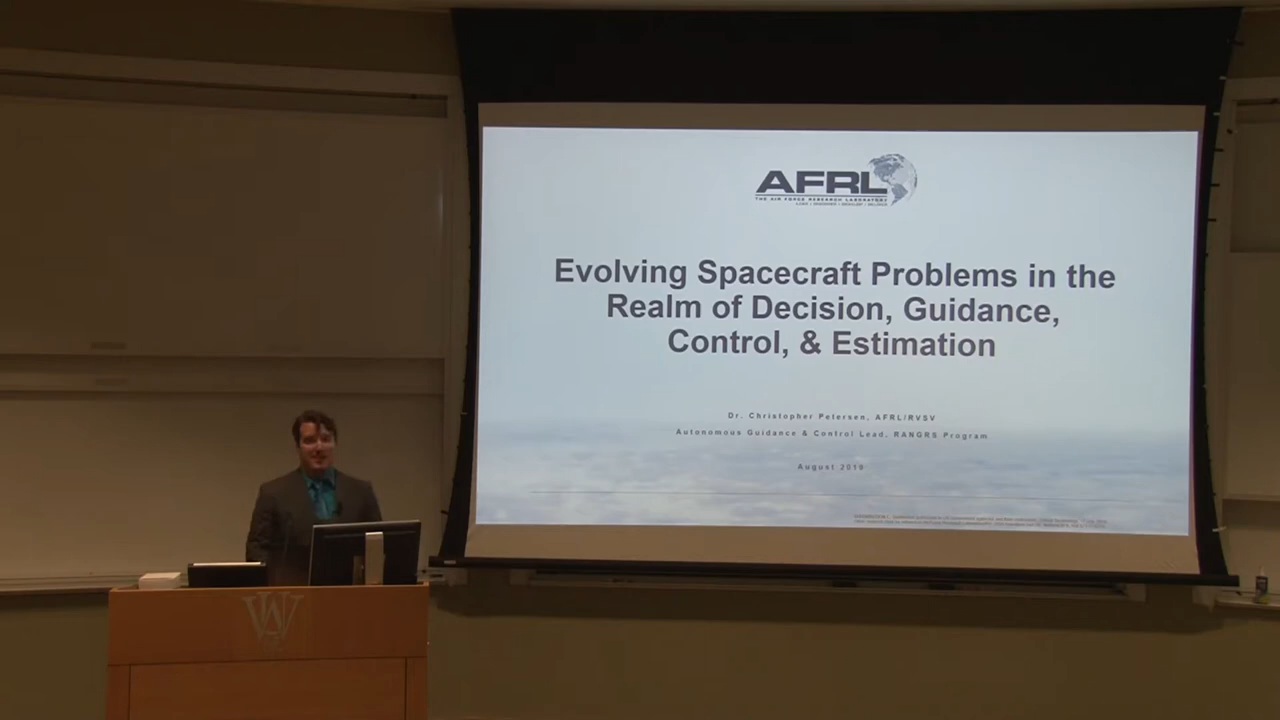 AFRL
THE AIR FORCE RESEARCH LABORATORY
Evolving Spacecraft Problems in the
Realm of Decision, Guidance,
Control, & Estimation
Dr. Christopher Petersen, AFRL/RVSV
Autonomous Guidance & Control Lead, RANGRS Program
August 2019
W